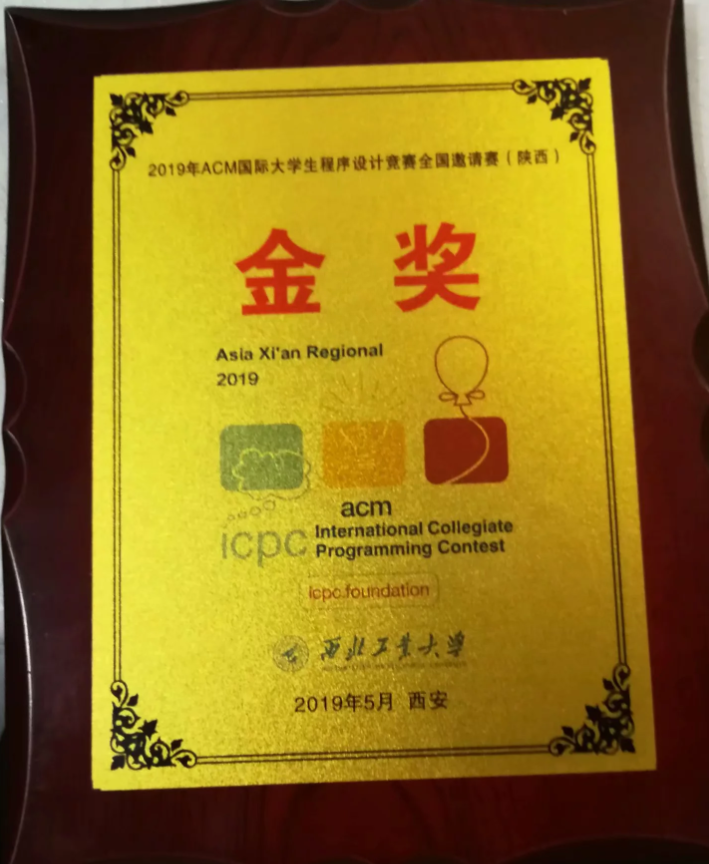 2019年ACM国际大学生程序设计竞赛全国邀请赛（陕西）
金 奖
Asia Xi'an Regional
2019
acm
icpc International Collegiate
Programming Contest
icpc.foundation
西北工业大学
2019年5月 西安